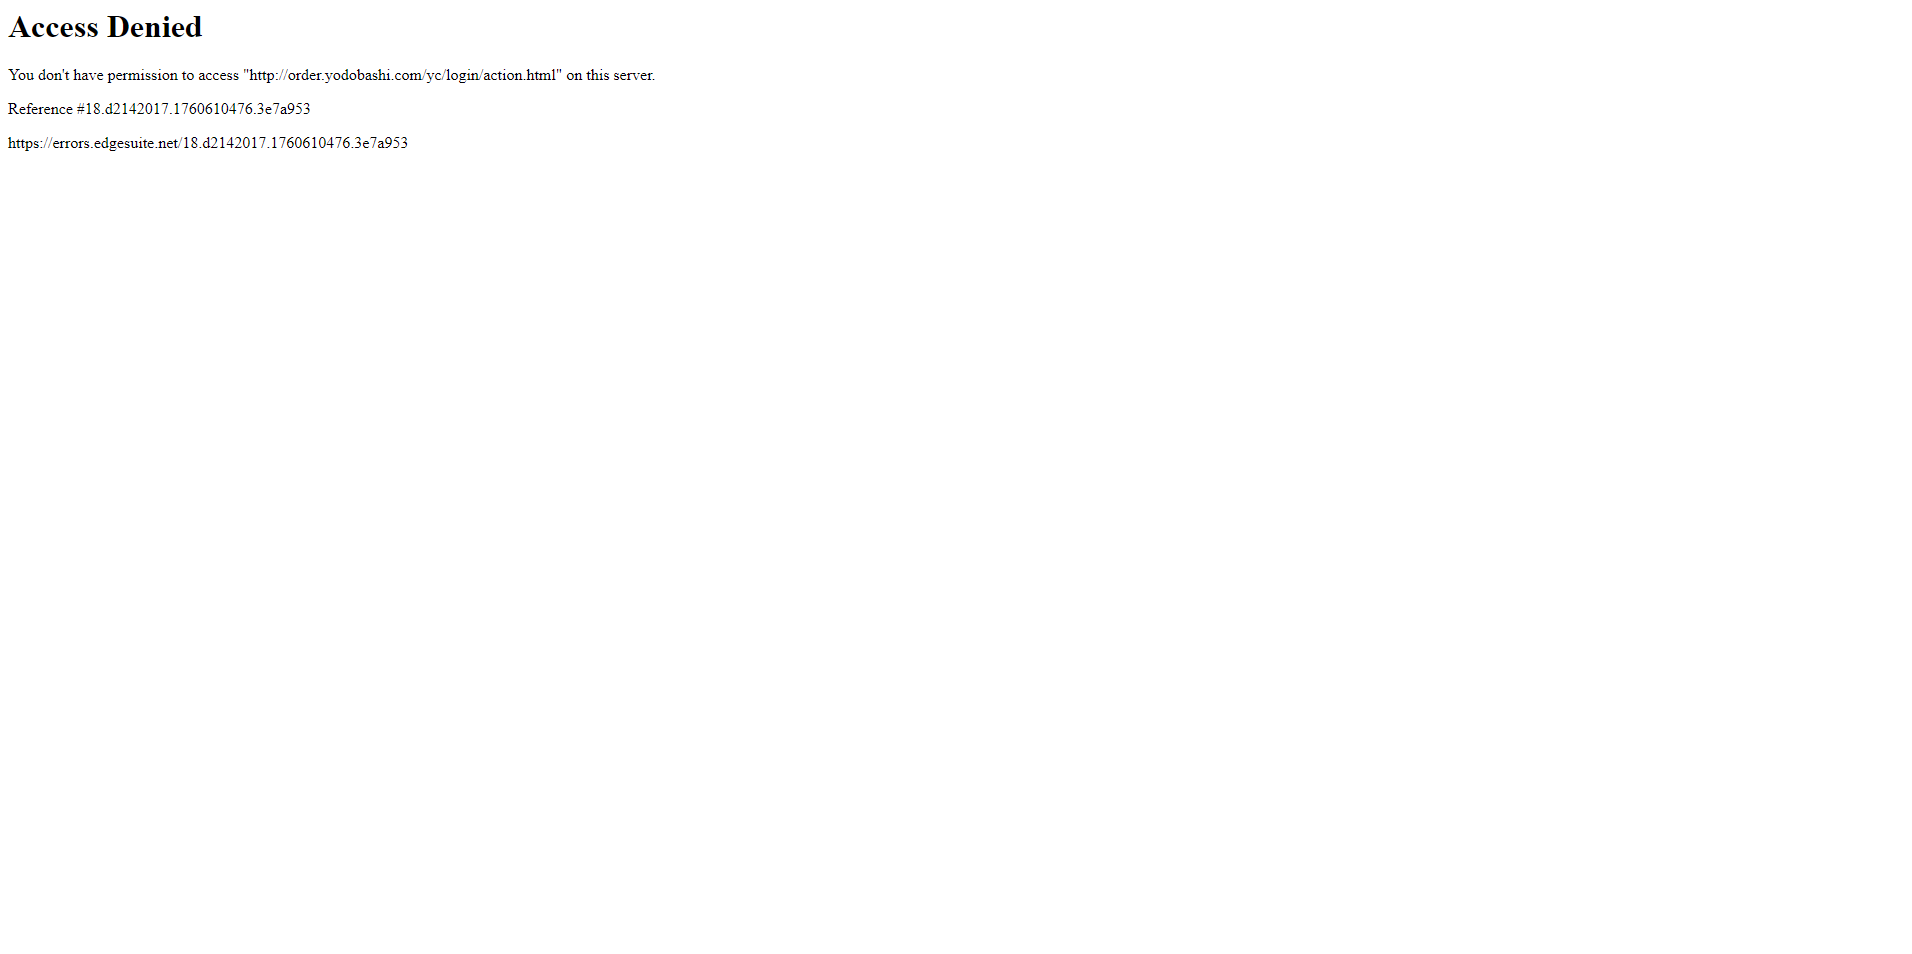 Access Denied
You don't have permission to access "http://order.yodobashi.com/yc/login/action.html" on this server.
Reference #18.d2142017.1760610476.3e7a953
https://errors.edgesuite.net/18.d2142017.1760610476.3e7a953